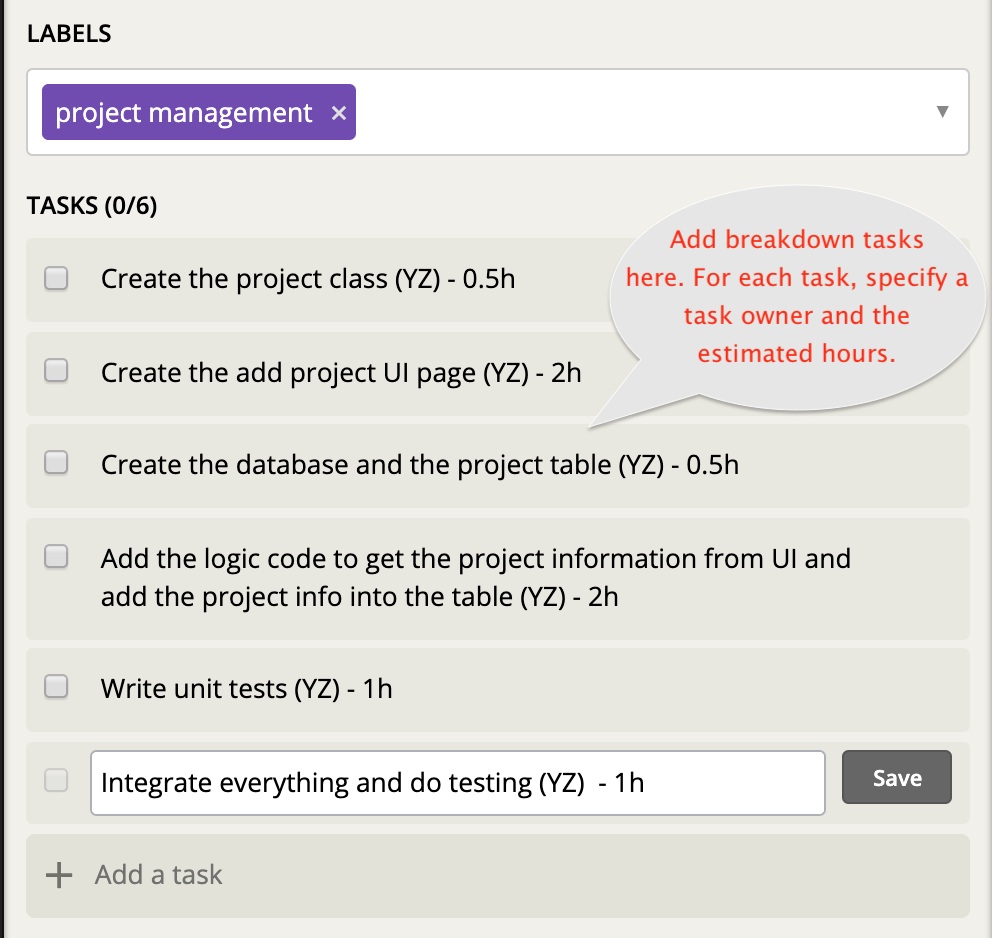 LABELS
project management ×
TASKS (0/6)
Add breakdown tasks
here. For each task, specify a
task owner and the
estimated hours.
Create the project class (YZ) - 0.5h
Create the add project UI page (YZ) - 2h
Create the database and the project table (YZ) - 0.5h
Add the logic code to get the project information from UI and
add the project info into the table (YZ) - 2h
Write unit tests (YZ) - 1h
Integrate everything and do testing (YZ)  - 1h
Save
+ Add a task